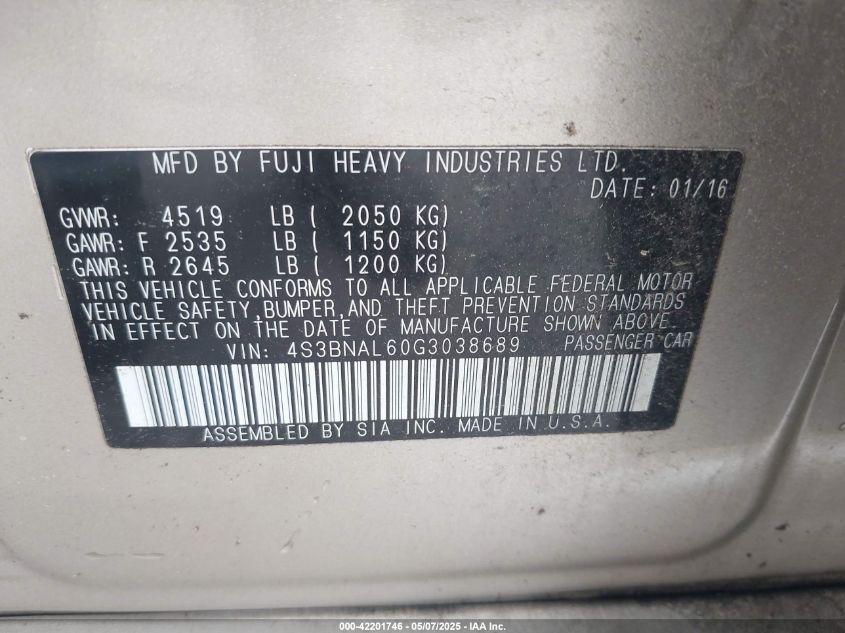 MFD BY FUJI HEAVY INDUSTRIES LTD.
DATE: 01/16
GVWR: 4519 LB ( 2050 KG)
GAWR: F 2535 LB ( 1150 KG)
GAWR: R 2645 LB ( 1200 KG)
THIS VEHICLE CONFORMS TO ALL APPLICABLE FEDERAL MOTOR
VEHICLE SAFETY,BUMPER,AND THEFT PREVENTION STANDARDS
IN EFFECT ON THE DATE OF MANUFACTURE SHOWN ABOVE.
VIN: 4S3BNAL60G3038689 PASSENGER CAR
ASSEMBLED BY SIA INC. MADE IN U.S.A.
000-42201746 — 05/07/2025 — IAA Inc.